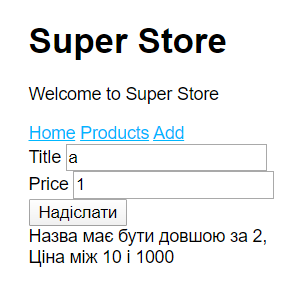 Super Store
Welcome to Super Store
Home Products Add
Title a
Price 1
Надіслати
Назва має бути довшою за 2,
Ціна між 10 і 1000